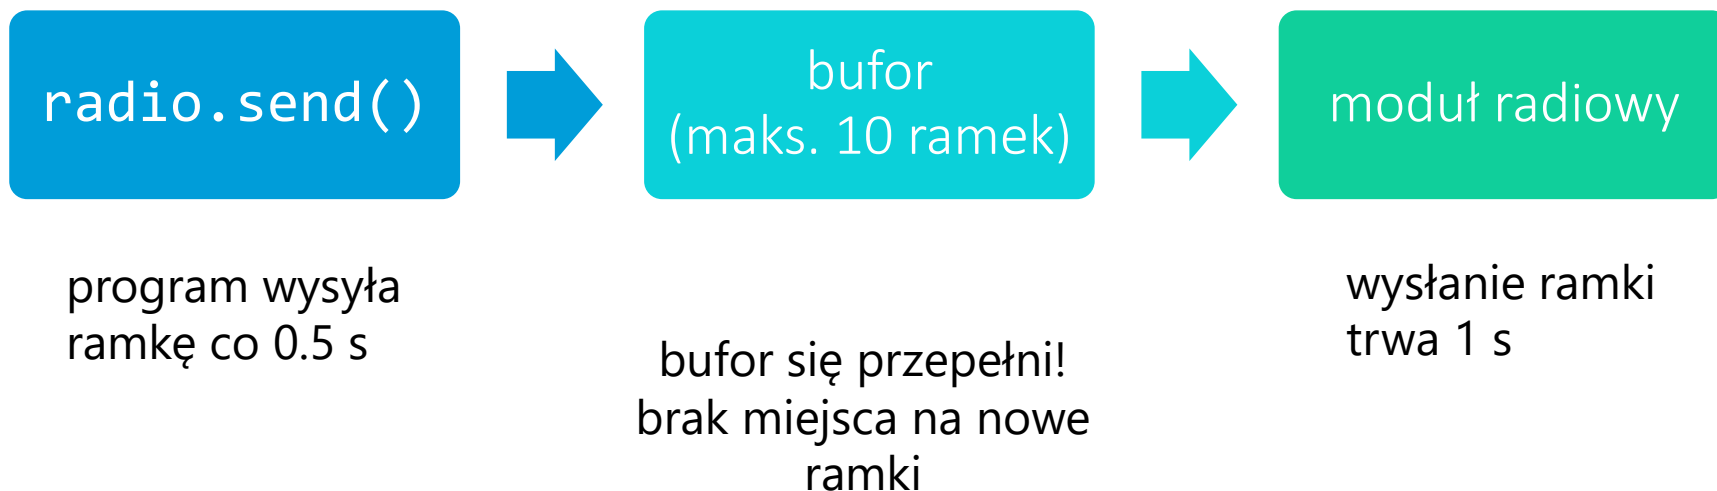 radio.send()
bufor
(maks. 10 ramek)
moduł radiowy
program wysyła
ramkę co 0.5 s
bufor się przepełni!
brak miejsca na nowe
ramki
wysłanie ramki
trwa 1 s